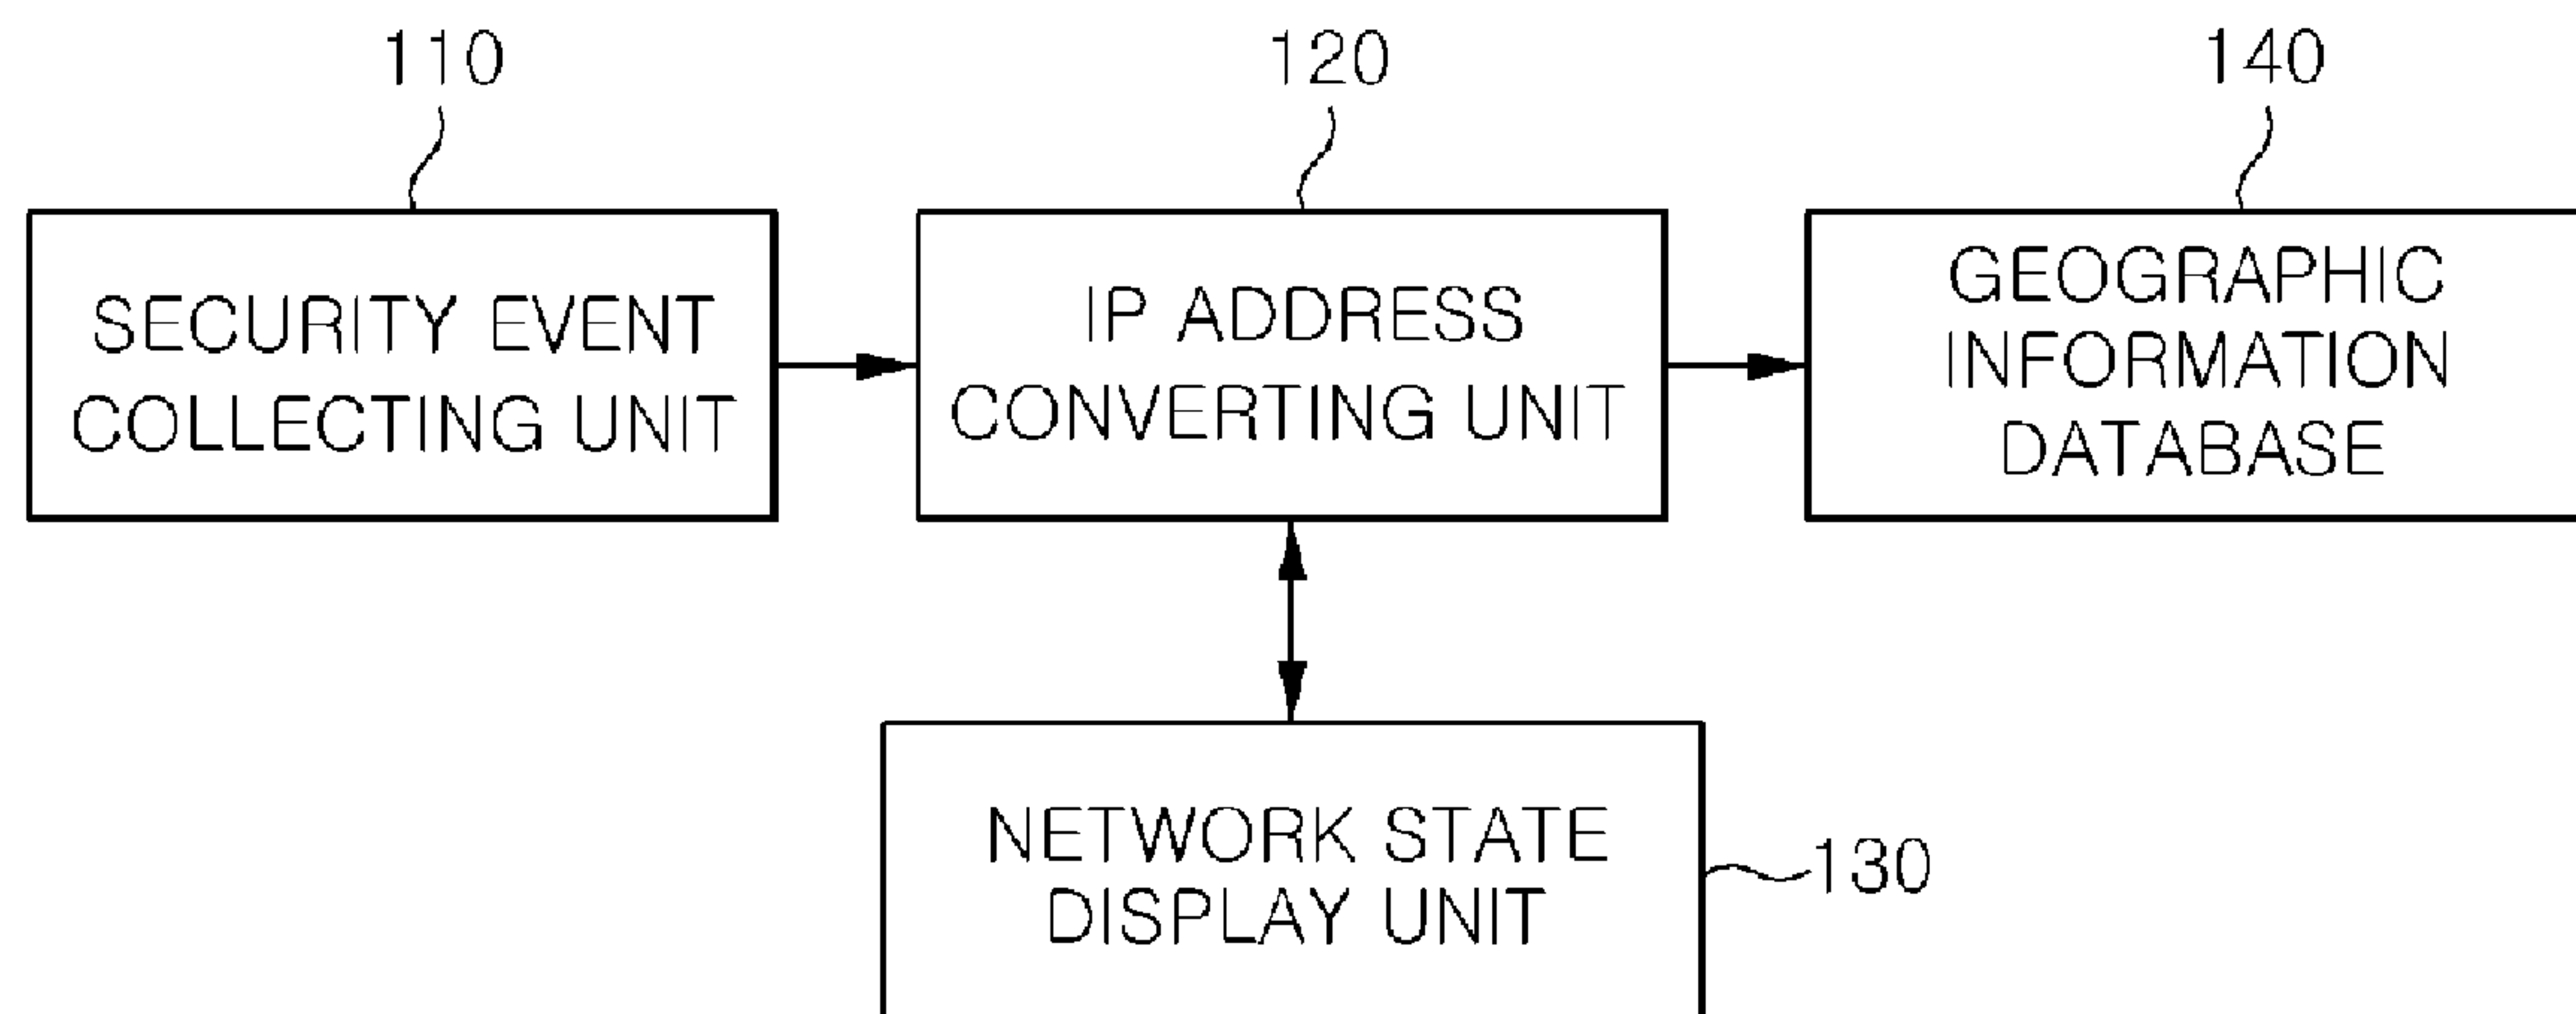 110
120
140
SECURITY EVENT
COLLECTING UNIT
IP ADDRESS
CONVERTING UNIT
GEOGRAPHIC
INFORMATION
DATABASE
NETWORK STATE
DISPLAY UNIT
130